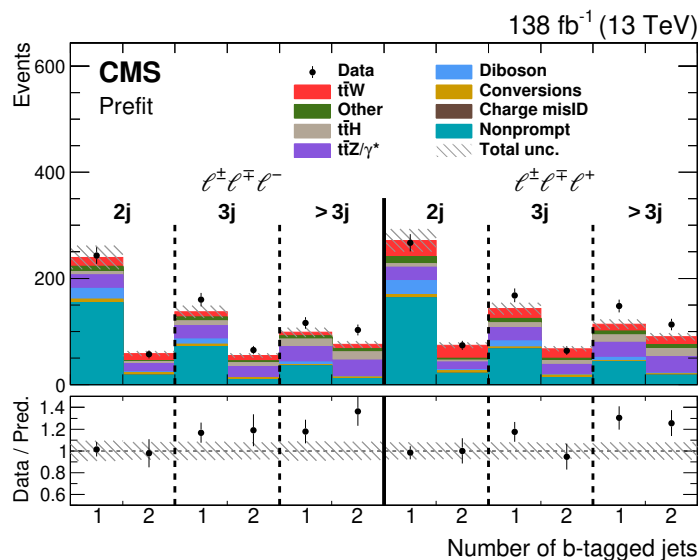 138 fb⁻¹ (13 TeV)
Events
600
400
200
0
CMS
Prefit
Data
tt̄W
Other
tt̄H
tt̄Z/γ*
Diboson
Conversions
Charge misID
Nonprompt
Total unc.
ℓ±ℓ∓ℓ⁻
ℓ±ℓ∓ℓ⁺
2j 3j > 3j 2j 3j > 3j
Data / Pred.
1.4
1.2
1
0.8
0.6
1 2 1 2 1 2 1 2 1 2 1 2
Number of b-tagged jets